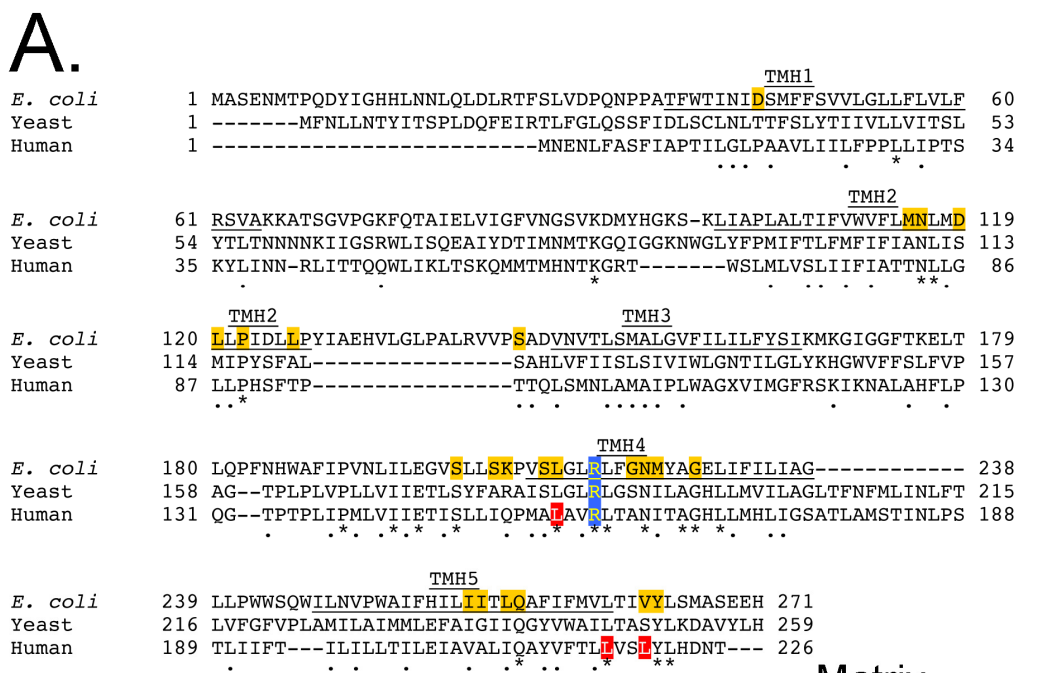 A.
TMH1
E. coli 1 MASENMTPQDYIGHHLNNLQLDLRTFSLVDPQNPPATFWTINIDSMFFSVVLGLLFLVLF 60
Yeast 1 -------MFNLLNTYITSPLDQFEIRTLFGLQSSFIDLSCLNLTTFSLYTIIVLLVITSL 53
Human 1 --------------------------MNENLFASFIAPTILGLPAAVLIILFPPLLIPTS 34
... . . * .
TMH2
E. coli 61 RSVAKKATSGVPGKFQTAIELVIGFVNGSVKDMYHGKS-KLIAPLALTIFVWVFLMNLMD 119
Yeast 54 YTLTNNNNKIIGSRWLISQEAIYDTIMNMTKGQIGGKNWGLYFPMIFTLFMFIFIANLIS 113
Human 35 KYLINN-RLITTQQWLIKLTSKQMMTMHNTKGRT-------WSLMLVSLIIFIATTNLLG 86
. . * . .. . ** .
TMH2 TMH3
E. coli 120 LLPIDLLPYIAEHVLGLPALRVVPSADVNVTLSMALGVFILILFYSIKMKGIGGFTKELT 179
Yeast 114 MIPYSFAL----------------SAHLVFIISLSIVIWLGNTILGLYKHGWVFFSLFVP 157
Human 87 LLPHSFTP----------------TTQLSMNLAMAIPLWAGXVIMGFRSKIKNALAHFLP 130
..* .. . ..... . . . .
TMH4
E. coli 180 LQPFNHWAFIPVNLILEGVSLLSKPVSLGLRLFGNMYAGELIFILIAG------------ 238
Yeast 158 AG--TPLPLVPLLVIIETLSYFARAISLGLRLGSNILAGHLLMVILAGLTFNFMLINLFT 215
Human 131 QG--TPTPLIPMLVIIETISLLIQPMALAVRLTANITAGHLLMHLIGSATLAMSTINLPS 188
. * * * * . ..* .** * ** *. ..
TMH5
E. coli 239 LLPWWSQWILNVPWAIFHILIITLQAFIFMVLTIVYLSMASEEH 271
Yeast 216 LVFGFVPLAMILAIMMLEFAIGIIQGYVWAILTASYLKDAVYLH 259
Human 189 TLIIFT---ILILLTILEIAVALIQAYVFTLLVSLYLHDNT--- 226
. . . . . * .. * **
Matrix